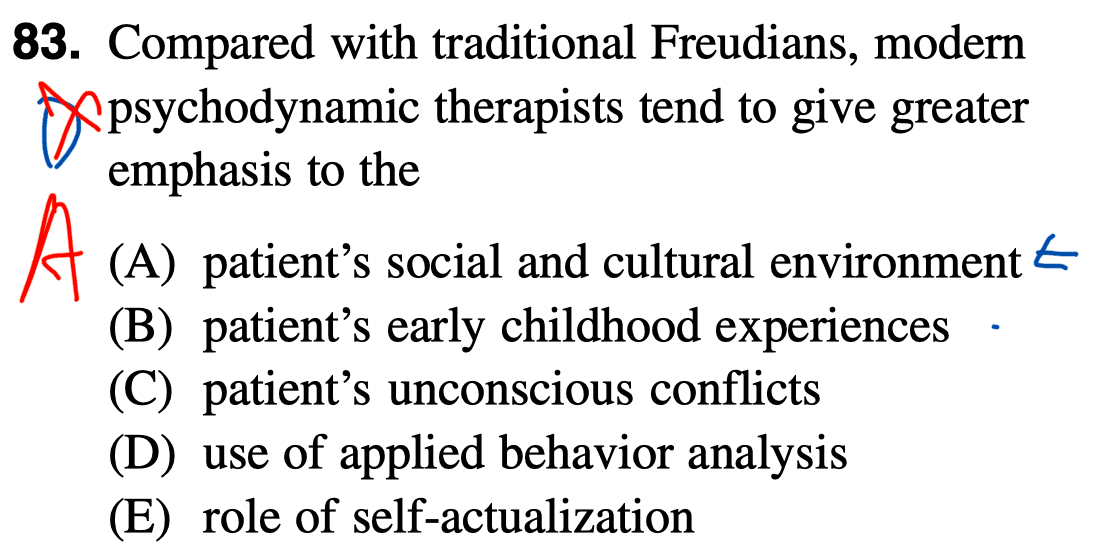 83. Compared with traditional Freudians, modern
psychodynamic therapists tend to give greater
emphasis to the
A
(A) patient's social and cultural environment
(B) patient's early childhood experiences
(C) patient's unconscious conflicts
(D) use of applied behavior analysis
(E) role of self-actualization